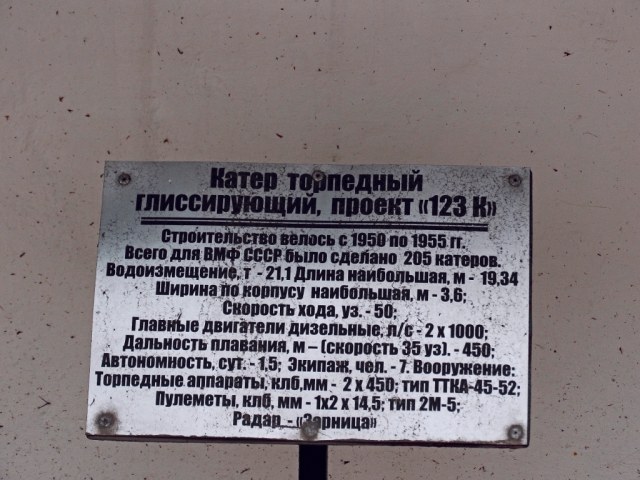 Катер торпедный
глиссирующий, проект «123 К»
Строительство велось с 1950 по 1955 гг.
Всего для ВМФ СССР было сделано 205 катеров.
Водоизмещение, т - 21,1 Длина наибольшая, м - 19,34
Ширина по корпусу наибольшая, м - 3,6;
Скорость хода, уз. - 50;
Главные двигатели дизельные, л/с - 2 х 1000;
Дальность плавания, м – (скорость 35 уз). - 450;
Автономность, сут. - 1,5; Экипаж, чел. - 7. Вооружение:
Торпедные аппараты, клб,мм - 2 х 450; тип ТТКА-45-52;
Пулеметы, клб, мм - 1х2 х 14,5; тип 2М-5;
Радар - «Зарница»